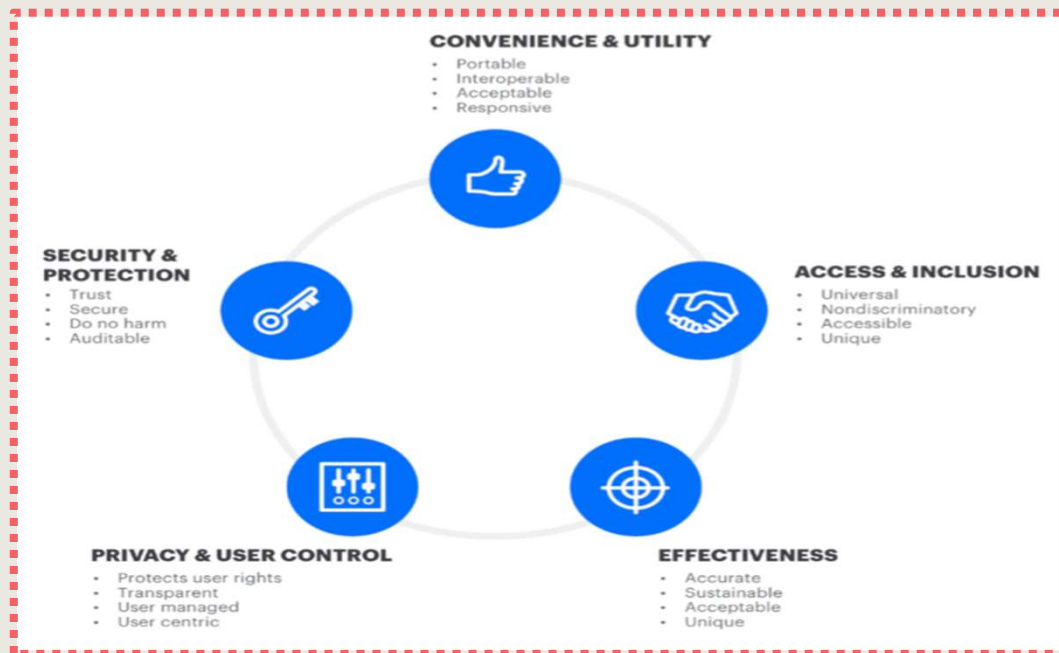 CONVENIENCE & UTILITY
• Portable
• Interoperable
• Acceptable
• Responsive
SECURITY &
PROTECTION
• Trust
• Secure
• Do no harm
• Auditable
ACCESS & INCLUSION
• Universal
• Nondiscriminatory
• Accessible
• Unique
PRIVACY & USER CONTROL
• Protects user rights
• Transparent
• User managed
• User centric
EFFECTIVENESS
• Accurate
• Sustainable
• Acceptable
• Unique